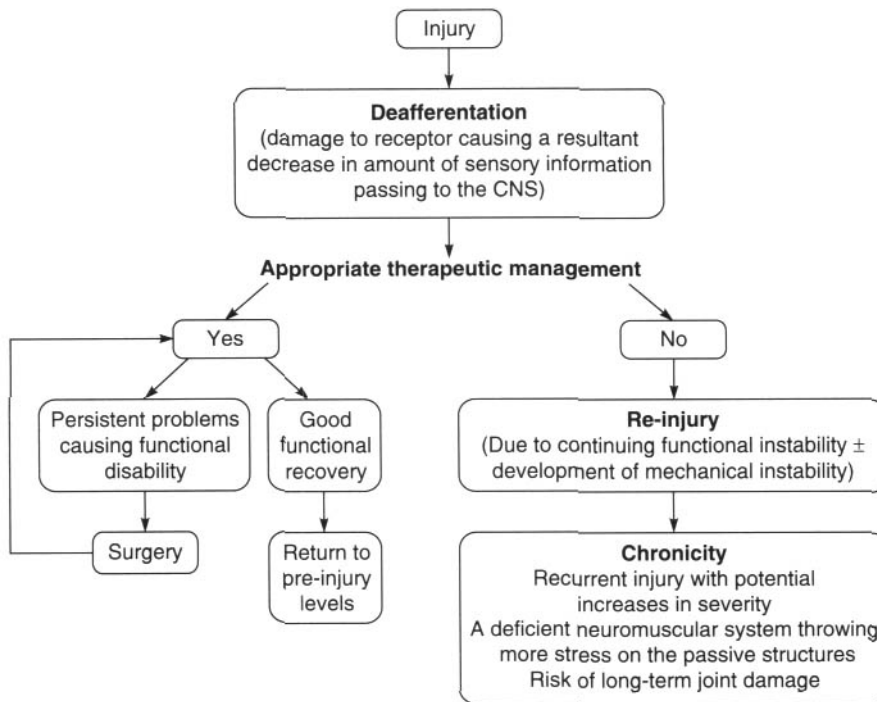 Injury
Deafferentation
(damage to receptor causing a resultant
decrease in amount of sensory information
passing to the CNS)
Appropriate therapeutic management
Yes
No
Persistent problems
causing functional
disability
Good
functional
recovery
Re-injury
(Due to continuing functional instability ±
development of mechanical instability)
Surgery
Return to
pre-injury
levels
Chronicity
Recurrent injury with potential
increases in severity
A deficient neuromuscular system throwing
more stress on the passive structures
Risk of long-term joint damage